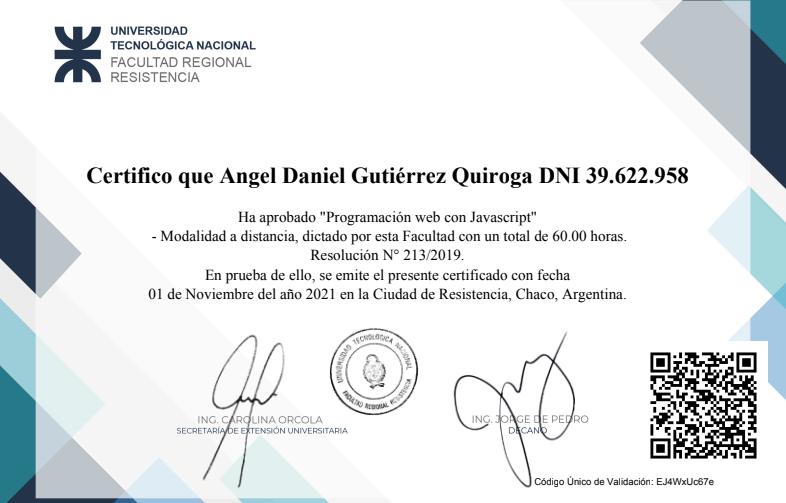 UNIVERSIDAD
TECNOLÓGICA NACIONAL
FACULTAD REGIONAL
RESISTENCIA
Certifico que Angel Daniel Gutiérrez Quiroga DNI 39.622.958
Ha aprobado "Programación web con Javascript"
- Modalidad a distancia, dictado por esta Facultad con un total de 60.00 horas.
Resolución N° 213/2019.
En prueba de ello, se emite el presente certificado con fecha
01 de Noviembre del año 2021 en la Ciudad de Resistencia, Chaco, Argentina.
UNIVERSIDAD TECNOLÓGICA NACIONAL
FACULTAD REGIONAL RESISTENCIA
ING. CAROLINA ORCOLA
SECRETARÍA DE EXTENSIÓN UNIVERSITARIA
ING. JORGE DE PEDRO
DECANO
Código Único de Validación: EJ4WxUc67e